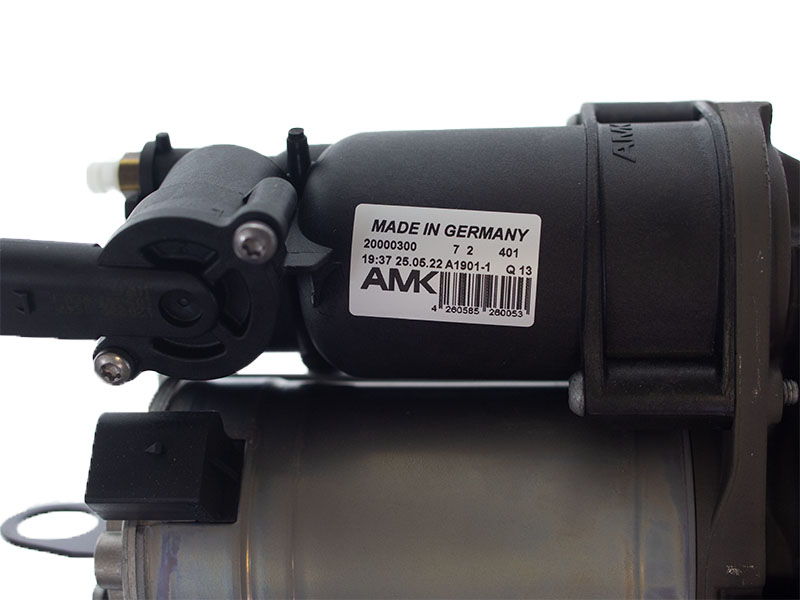 AMK
MADE IN GERMANY
20000300 7 2 401
19:37 25.05.22 A1901-1 Q 13
AMK
4 260585 260053